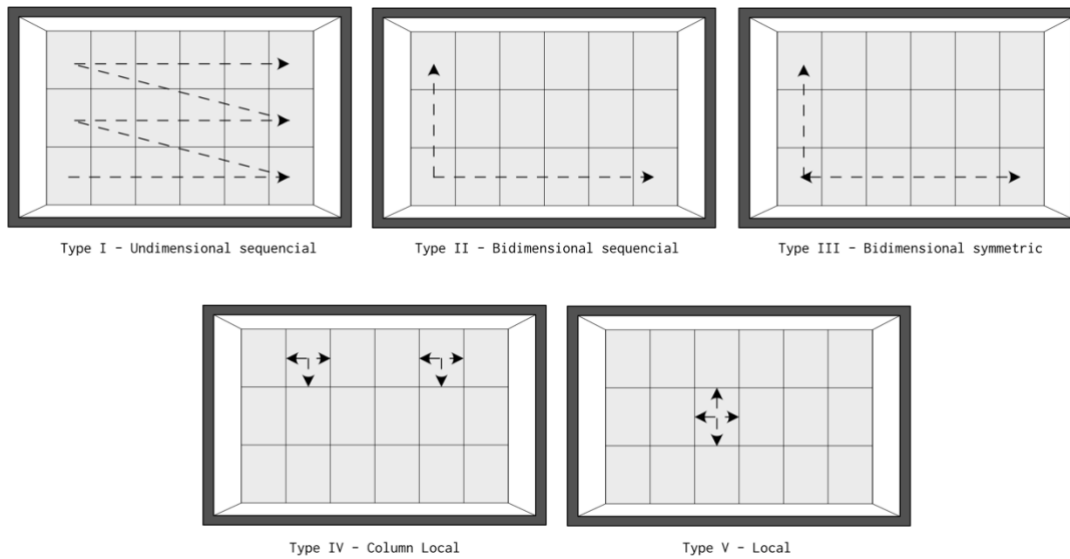 Type I - Undimensional sequencial
Type II - Bidimensional sequencial
Type III - Bidimensional symmetric
Type IV - Column Local
Type V - Local